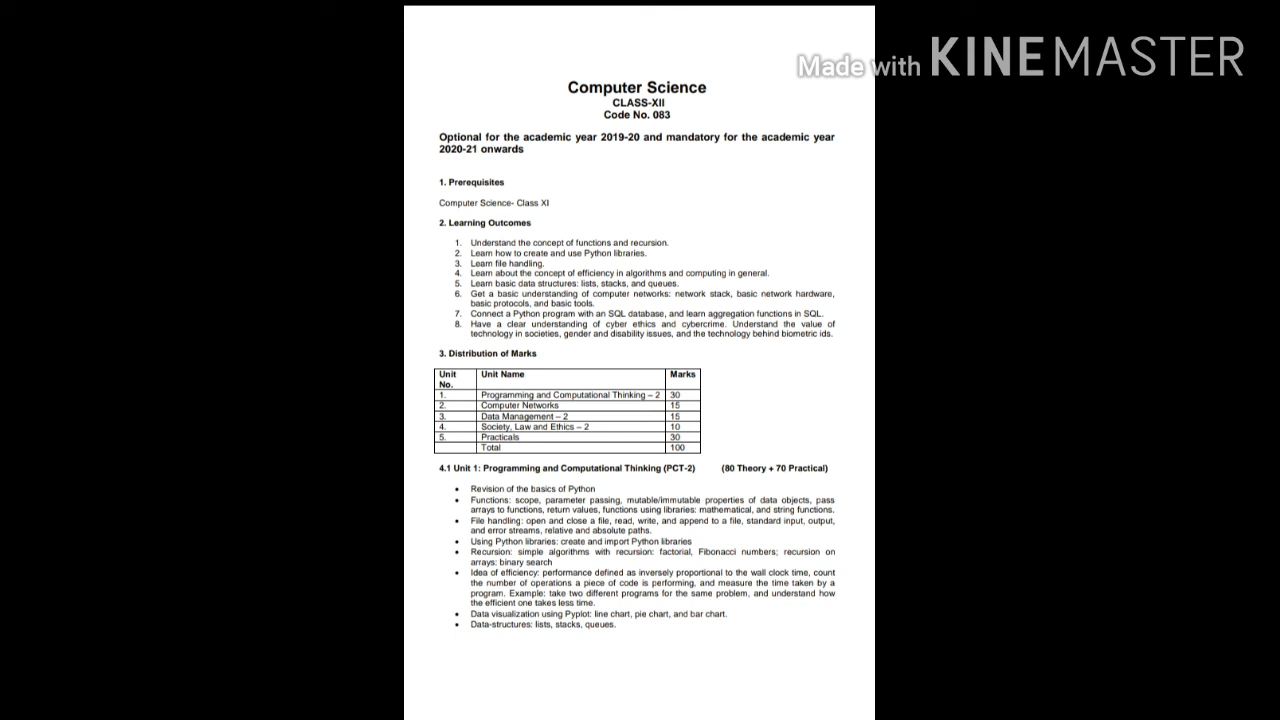 Made with KINEMASTER
Computer Science
CLASS-XII
Code No. 083
Optional for the academic year 2019-20 and mandatory for the academic year
2020-21 onwards
1. Prerequisites
Computer Science- Class XI
2. Learning Outcomes
1. Understand the concept of functions and recursion.
2. Learn how to create and use Python libraries.
3. Learn file handling.
4. Learn about the concept of efficiency in algorithms and computing in general.
5. Learn basic data structures: lists, stacks, and queues.
6. Get a basic understanding of computer networks: network stack, basic network hardware,
basic protocols, and basic tools.
7. Connect a Python program with an SQL database, and learn aggregation functions in SQL.
8. Have a clear understanding of cyber ethics and cybercrime. Understand the value of
technology in societies, gender and disability issues, and the technology behind biometric ids.
3. Distribution of Marks
Unit No. Unit Name Marks
1. Programming and Computational Thinking – 2 30
2. Computer Networks 15
3. Data Management – 2 15
4. Society, Law and Ethics – 2 10
5. Practicals 30
Total 100
4.1 Unit 1: Programming and Computational Thinking (PCT-2) (80 Theory + 70 Practical)
• Revision of the basics of Python
• Functions: scope, parameter passing, mutable/immutable properties of data objects, pass
arrays to functions, return values, functions using libraries: mathematical, and string functions.
• File handling: open and close a file, read, write, and append to a file, standard input, output,
and error streams, relative and absolute paths.
• Using Python libraries: create and import Python libraries
• Recursion: simple algorithms with recursion: factorial, Fibonacci numbers; recursion on
arrays: binary search
• Idea of efficiency: performance defined as inversely proportional to the wall clock time, count
the number of operations a piece of code is performing, and measure the time taken by a
program. Example: take two different programs for the same problem, and understand how
the efficient one takes less time.
• Data visualization using Pyplot: line chart, pie chart, and bar chart.
• Data-structures: lists, stacks, queues.